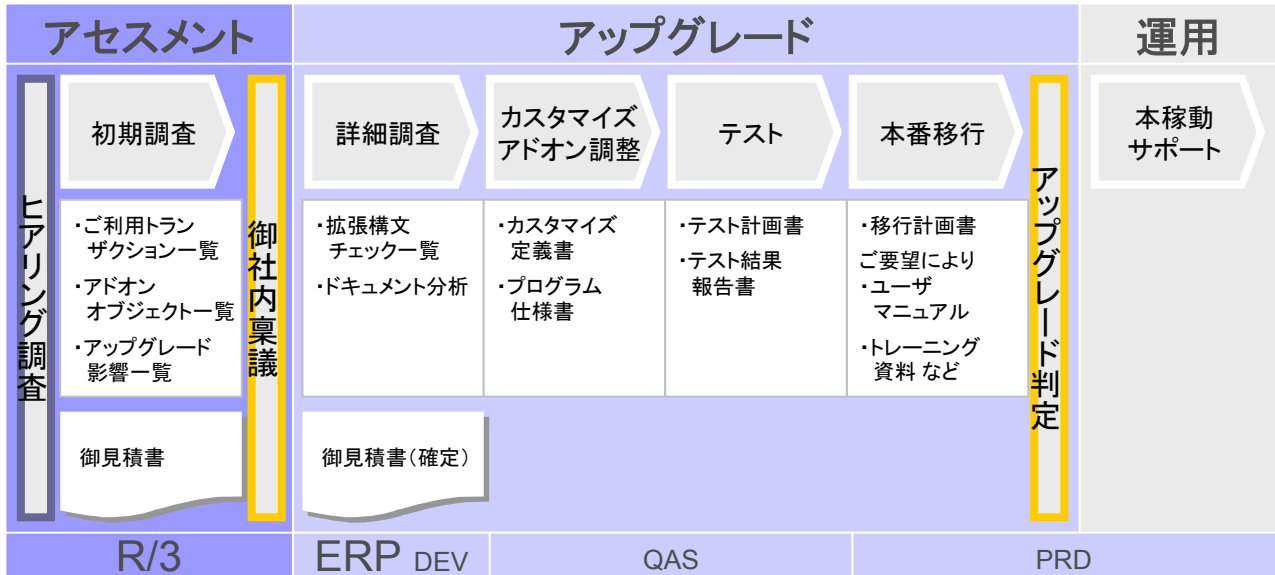 アセスメント
アップグレード
運用
ヒアリング調査
初期調査
・ご利用トラン
ザクション一覧
・アドオン
オブジェクト一覧
・アップグレード
影響一覧
御見積書
御社内稟議
詳細調査
・拡張構文
チェック一覧
・ドキュメント分析
御見積書（確定）
カスタマイズ
アドオン調整
・カスタマイズ
定義書
・プログラム
仕様書
テスト
・テスト計画書
・テスト結果
報告書
本番移行
・移行計画書
ご要望により
・ユーザ
マニュアル
・トレーニング
資料 など
アップグレード判定
本稼動
サポート
R/3
ERP DEV
QAS
PRD